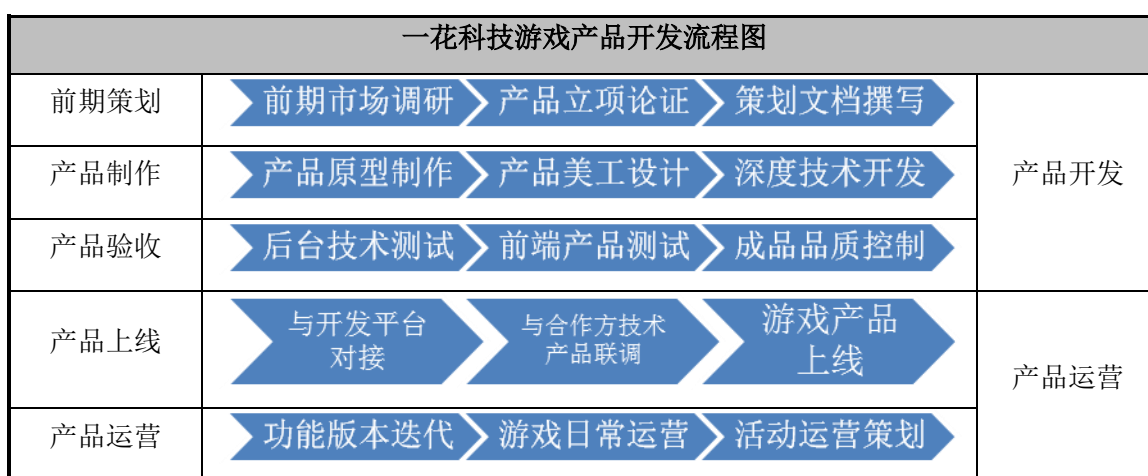 一花科技游戏产品开发流程图
前期策划
前期市场调研
产品立项论证
策划文档撰写
产品制作
产品原型制作
产品美工设计
深度技术开发
产品开发
产品验收
后台技术测试
前端产品测试
成品品质控制
产品上线
与开发平台
对接
与合作方技术
产品联调
游戏产品
上线
产品运营
产品运营
功能版本迭代
游戏日常运营
活动运营策划